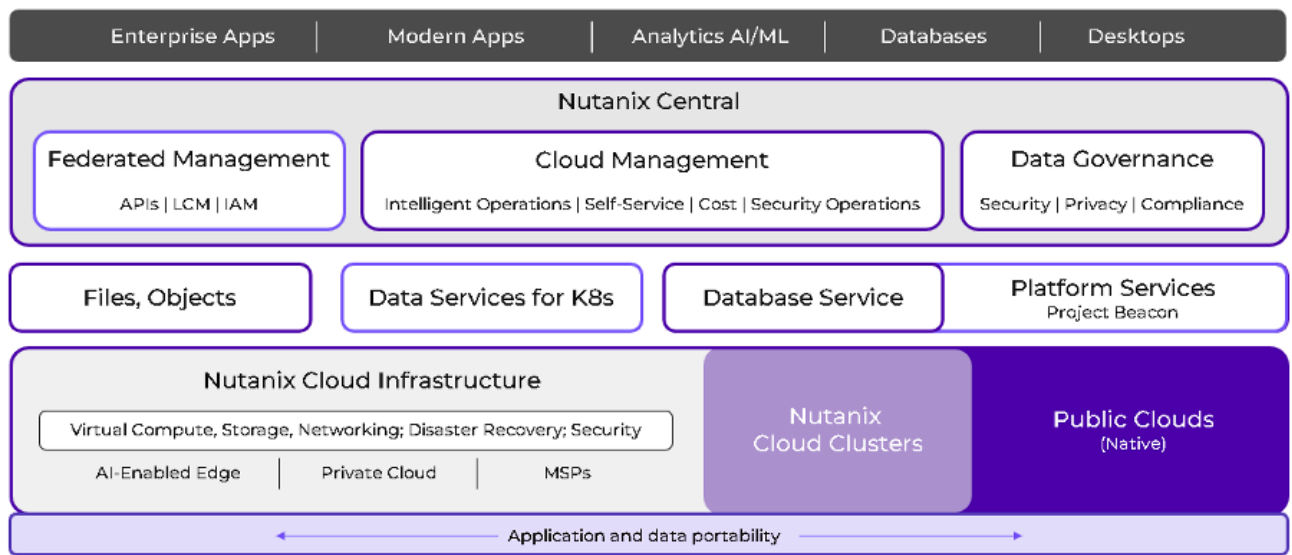 Enterprise Apps | Modern Apps | Analytics AI/ML | Databases | Desktops
Nutanix Central
Federated Management
APIs | LCM | IAM
Cloud Management
Intelligent Operations | Self-Service | Cost | Security Operations
Data Governance
Security | Privacy | Compliance
Files, Objects
Data Services for K8s
Database Service
Platform Services
Project Beacon
Nutanix Cloud Infrastructure
Virtual Compute, Storage, Networking; Disaster Recovery; Security
AI-Enabled Edge | Private Cloud | MSPs
Nutanix
Cloud Clusters
Public Clouds
(Native)
Application and data portability